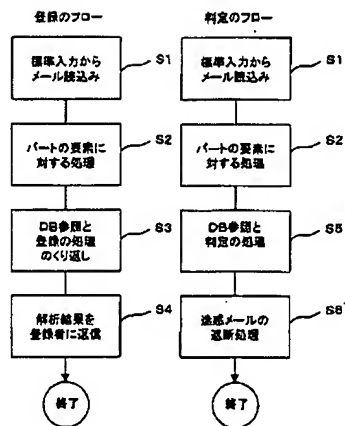 登録のフロー
標準入力から
メール読込み
S1
パートの要素に
対する処理
S2
DB参照と
登録の処理
のくり返し
S3
解析結果を
登録者に返信
S4
終了
判定のフロー
標準入力から
メール読込み
S1
パートの要素に
対する処理
S2
DB参照と
判定の処理
S5
迷惑メールの
遮断処理
S6
終了